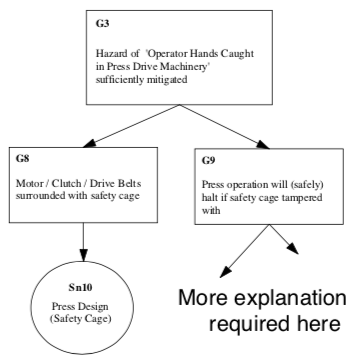 G3
Hazard of 'Operator Hands Caught
in Press Drive Machinery'
sufficiently mitigated
G8
Motor / Clutch / Drive Belts
surrounded with safety cage
G9
Press operation will (safely)
halt if safety cage tampered
with
Sn10
Press Design
(Safety Cage)
More explanation
required here